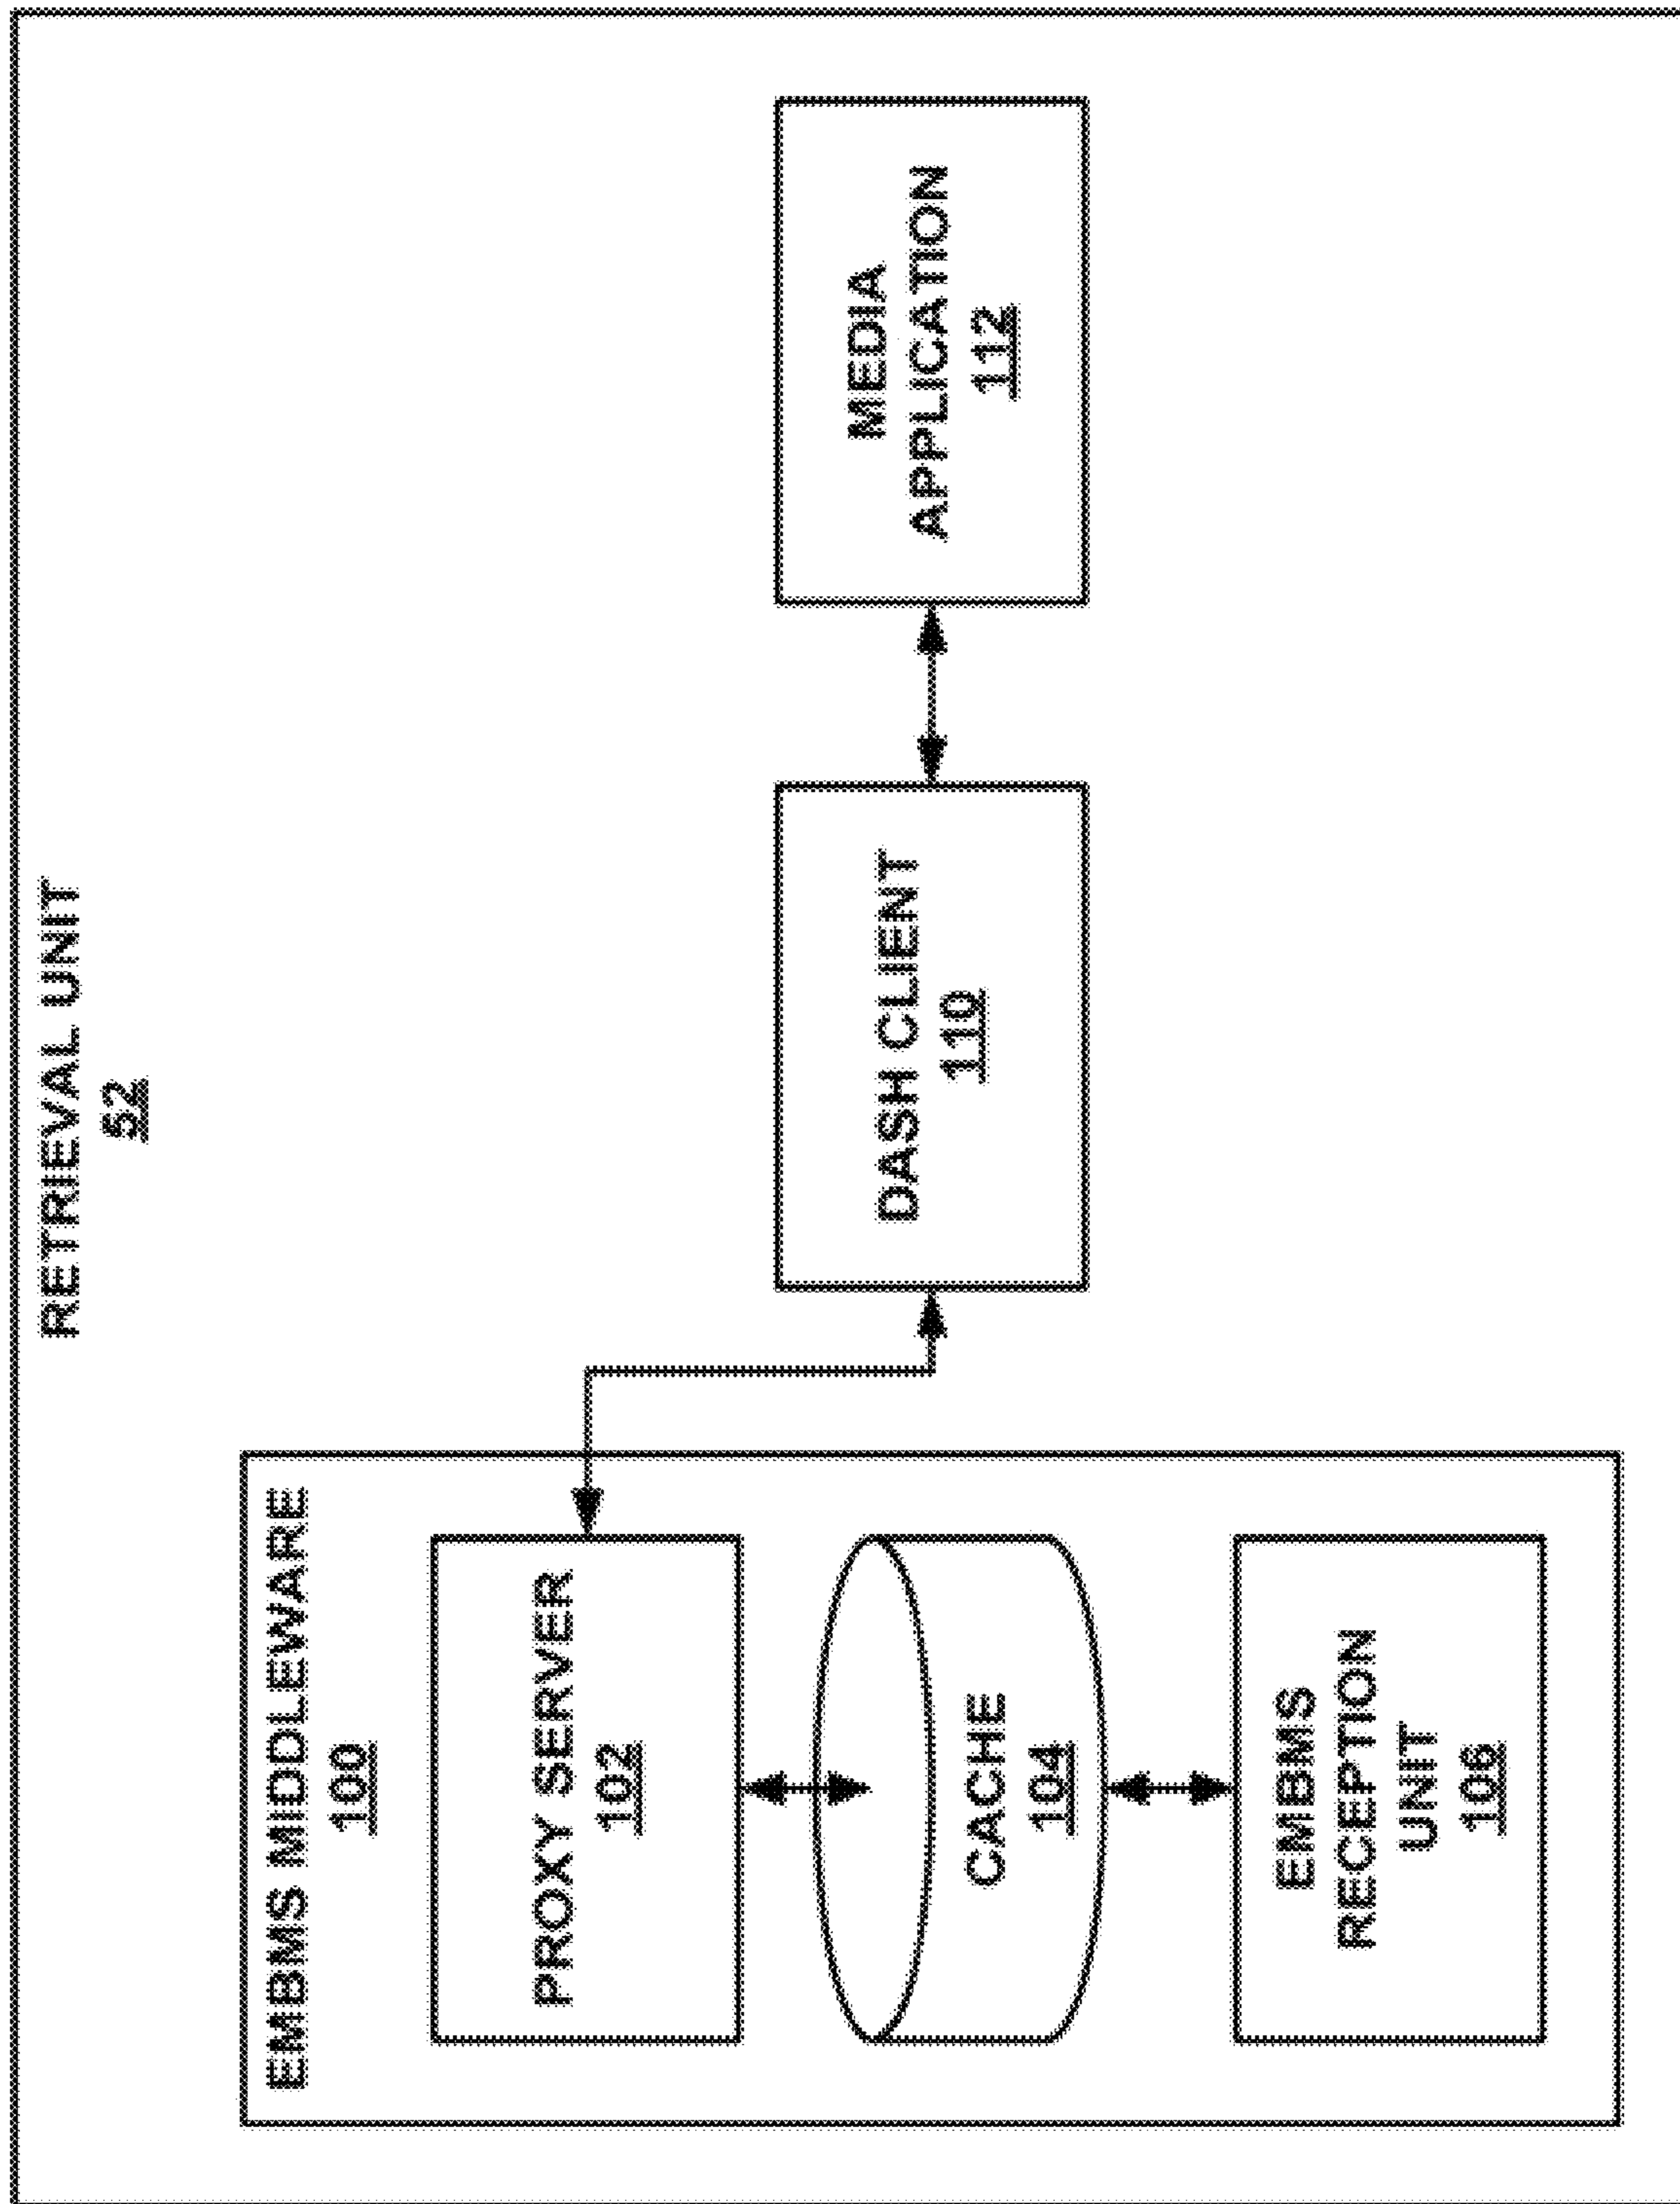 RETRIEVAL UNIT
52
EMBMS MIDDLEWARE
100
PROXY SERVER
102
CACHE
104
EMBMS
RECEPTION
UNIT
106
DASH CLIENT
110
MEDIA
APPLICATION
112